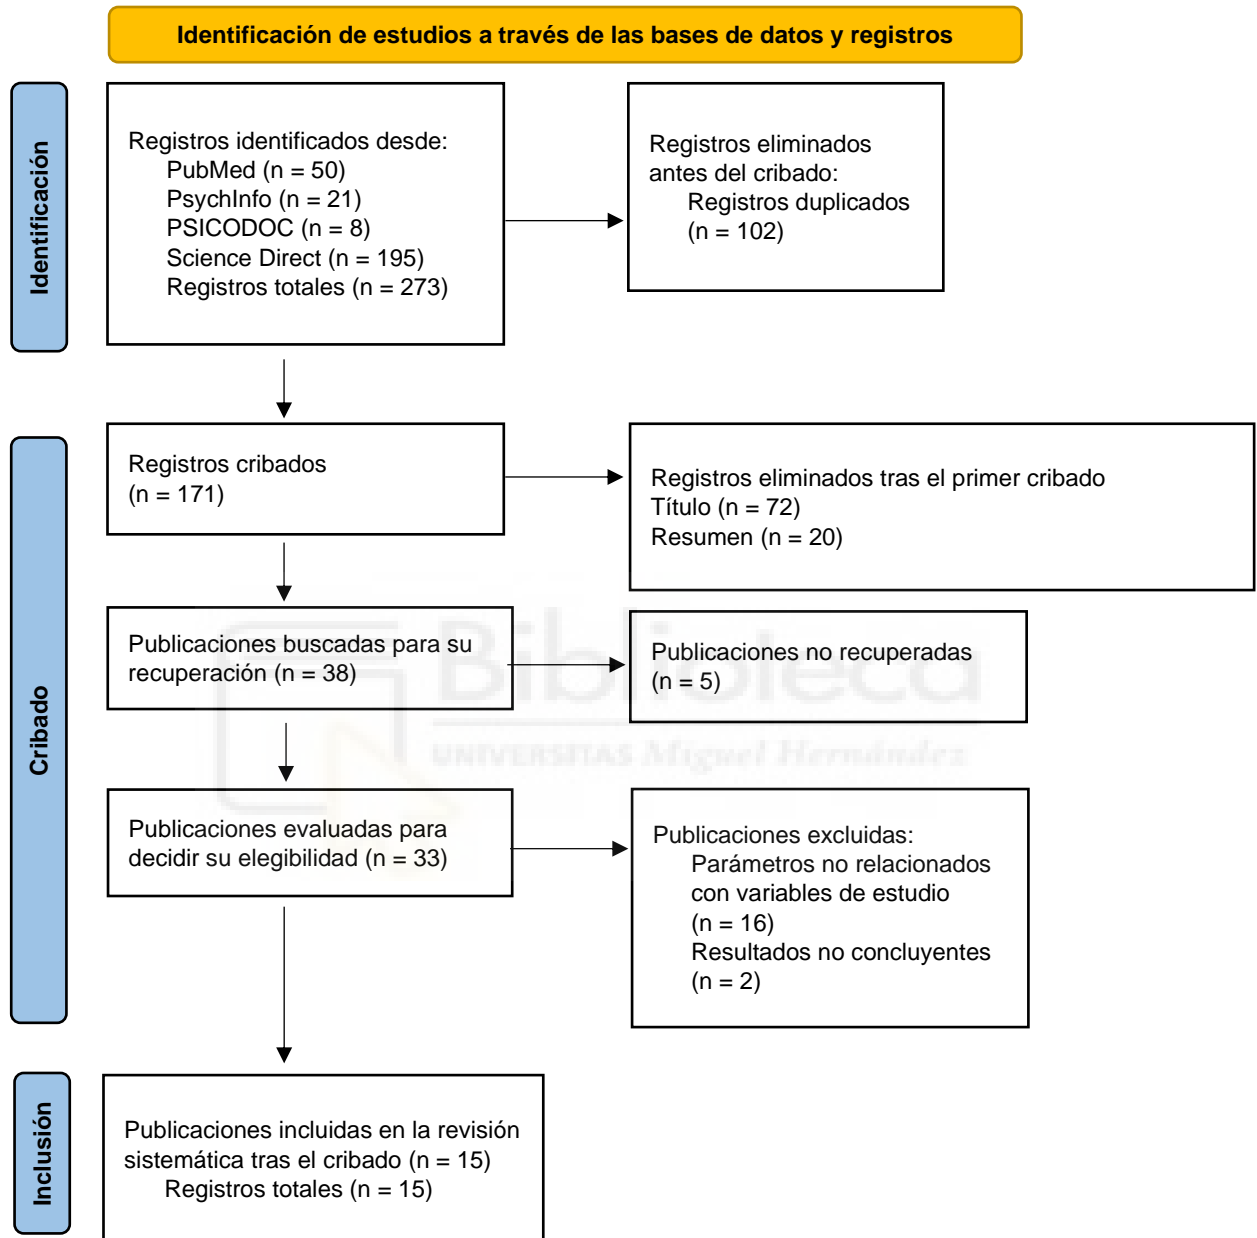 Identificación de estudios a través de las bases de datos y registros
Identificación
Registros identificados desde:
PubMed (n = 50)
PsychInfo (n = 21)
PSICODOC (n = 8)
Science Direct (n = 195)
Registros totales (n = 273)
Registros eliminados
antes del cribado:
Registros duplicados
(n = 102)
Cribado
Registros cribados
(n = 171)
Registros eliminados tras el primer cribado
Título (n = 72)
Resumen (n = 20)
Publicaciones buscadas para su
recuperación (n = 38)
Publicaciones no recuperadas
(n = 5)
Biblioteca
UNIVERSITAS Miguel Hernández
Publicaciones evaluadas para
decidir su elegibilidad (n = 33)
Publicaciones excluidas:
Parámetros no relacionados
con variables de estudio
(n = 16)
Resultados no concluyentes
(n = 2)
Inclusión
Publicaciones incluidas en la revisión
sistemática tras el cribado (n = 15)
Registros totales (n = 15)